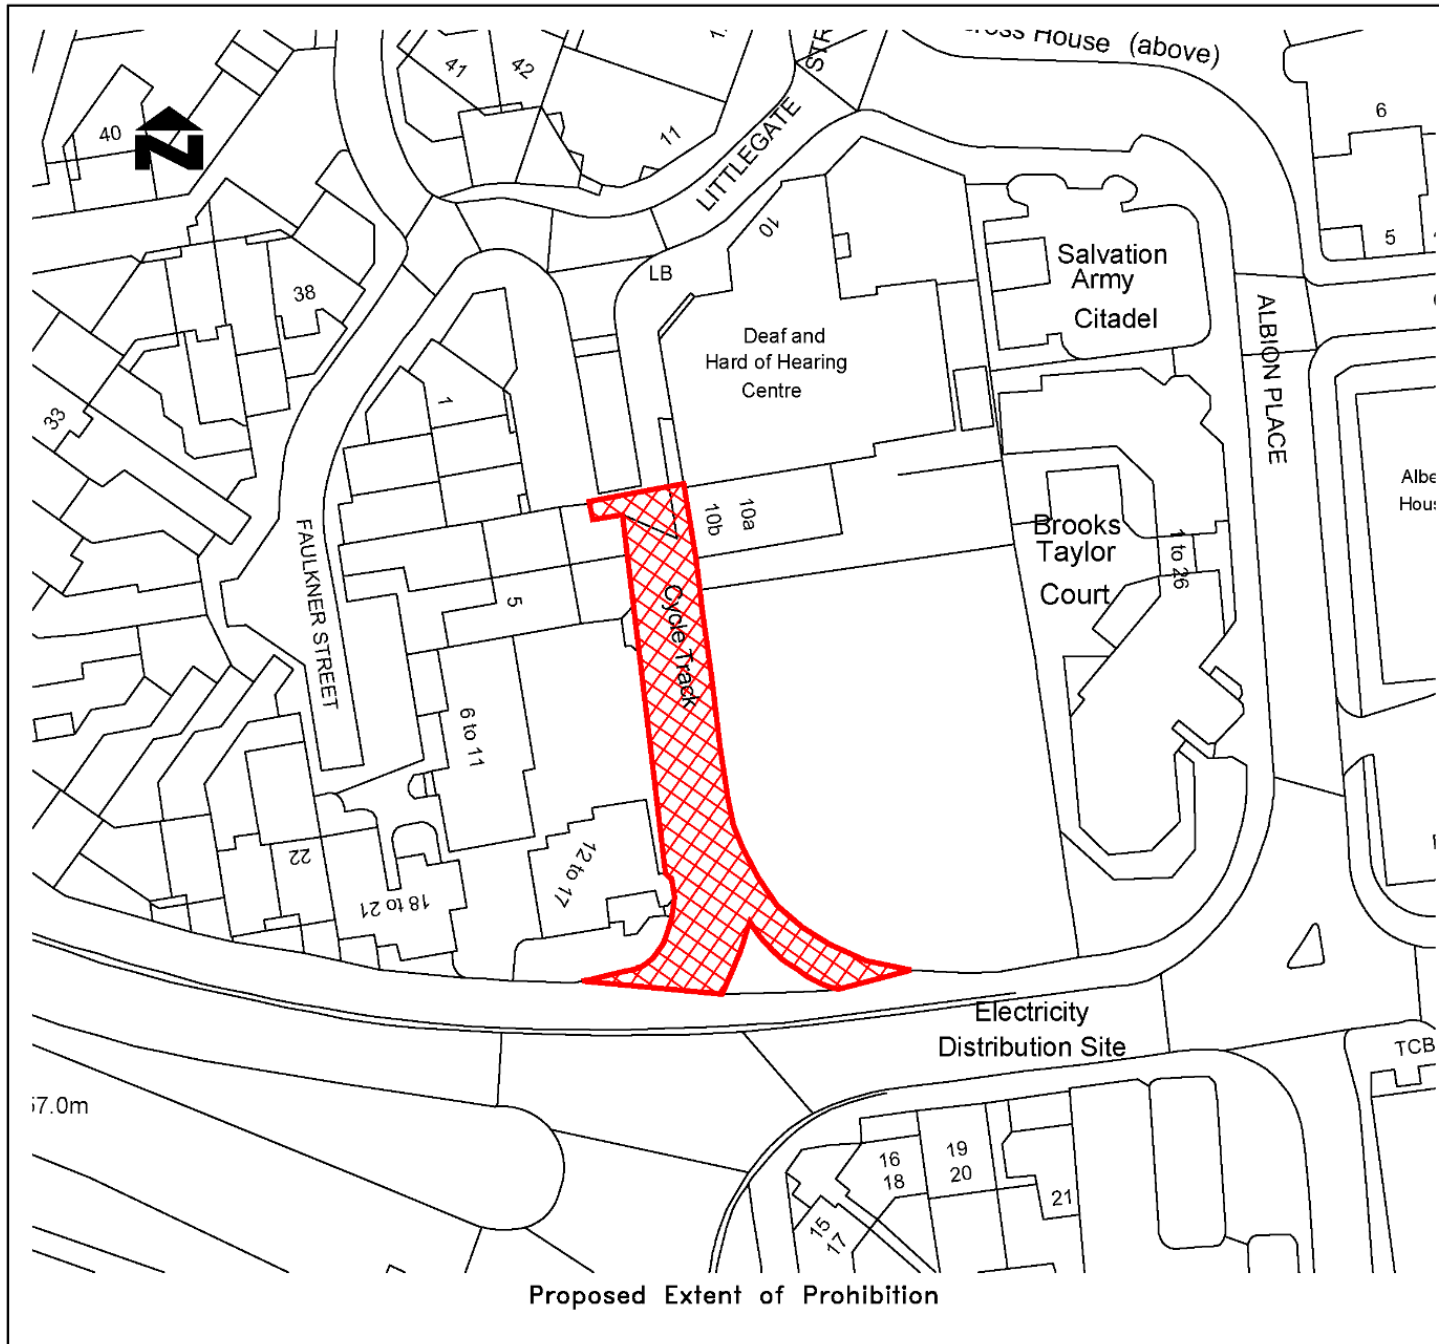 cross House (above)
41
42
11
STR
LITTLEGATE
6
40
N
10
5
LB
Salvation
Army
Citadel
38
ALBION PLACE
Deaf and
Hard of Hearing
Centre
1
33
Albe
Hous
10a
10b
Brooks
Taylor
Court
1 to 26
FAULKNER STREET
5
Cycle Track
6 to 11
22
12 to 17
18 to 21
Electricity
Distribution Site
TCB
57.0m
16
18
19
20
21
15
17
Proposed Extent of Prohibition